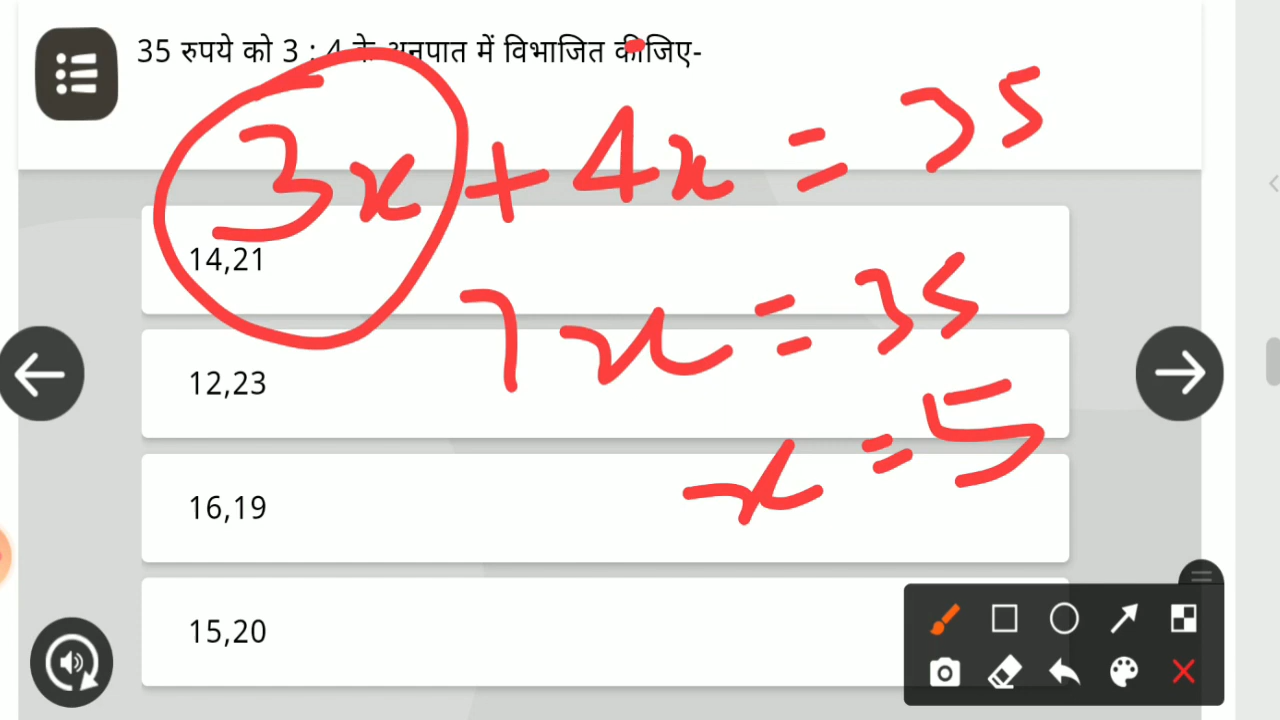 35 रुपये को 3 : 4 के अनुपात में विभाजित कीजिए-
3x + 4x = 35
14,21
7x = 35
12,23
x = 5
16,19
15,20